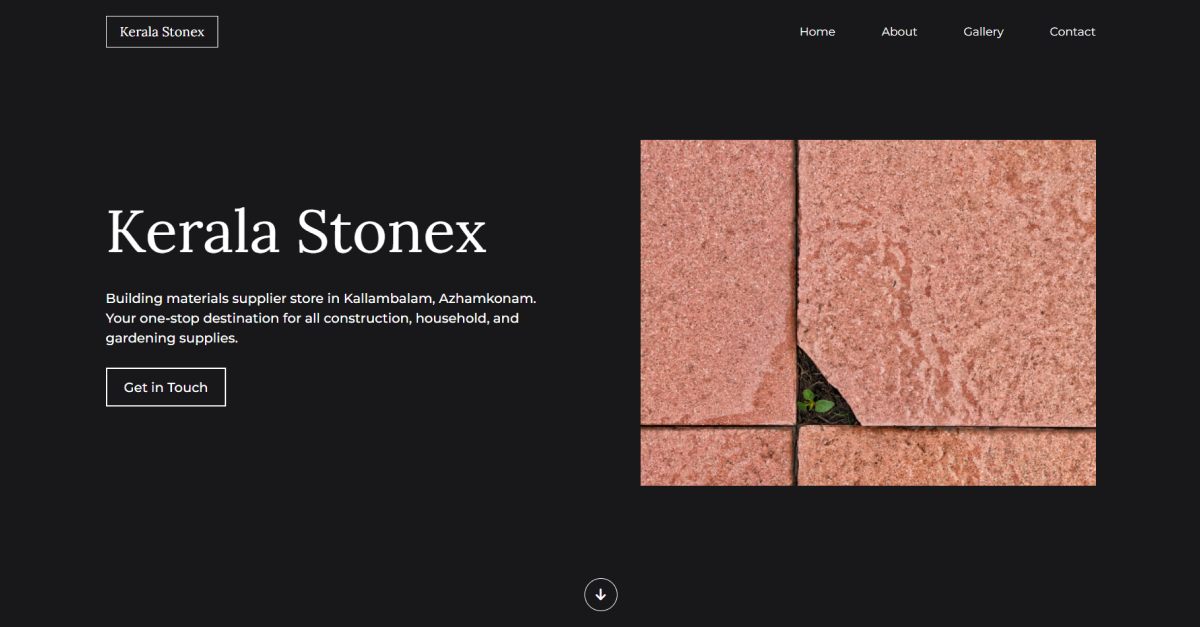 Kerala Stonex
Home
About
Gallery
Contact
Kerala Stonex
Building materials supplier store in Kallambalam, Azhamkonam.
Your one-stop destination for all construction, household, and
gardening supplies.
Get in Touch